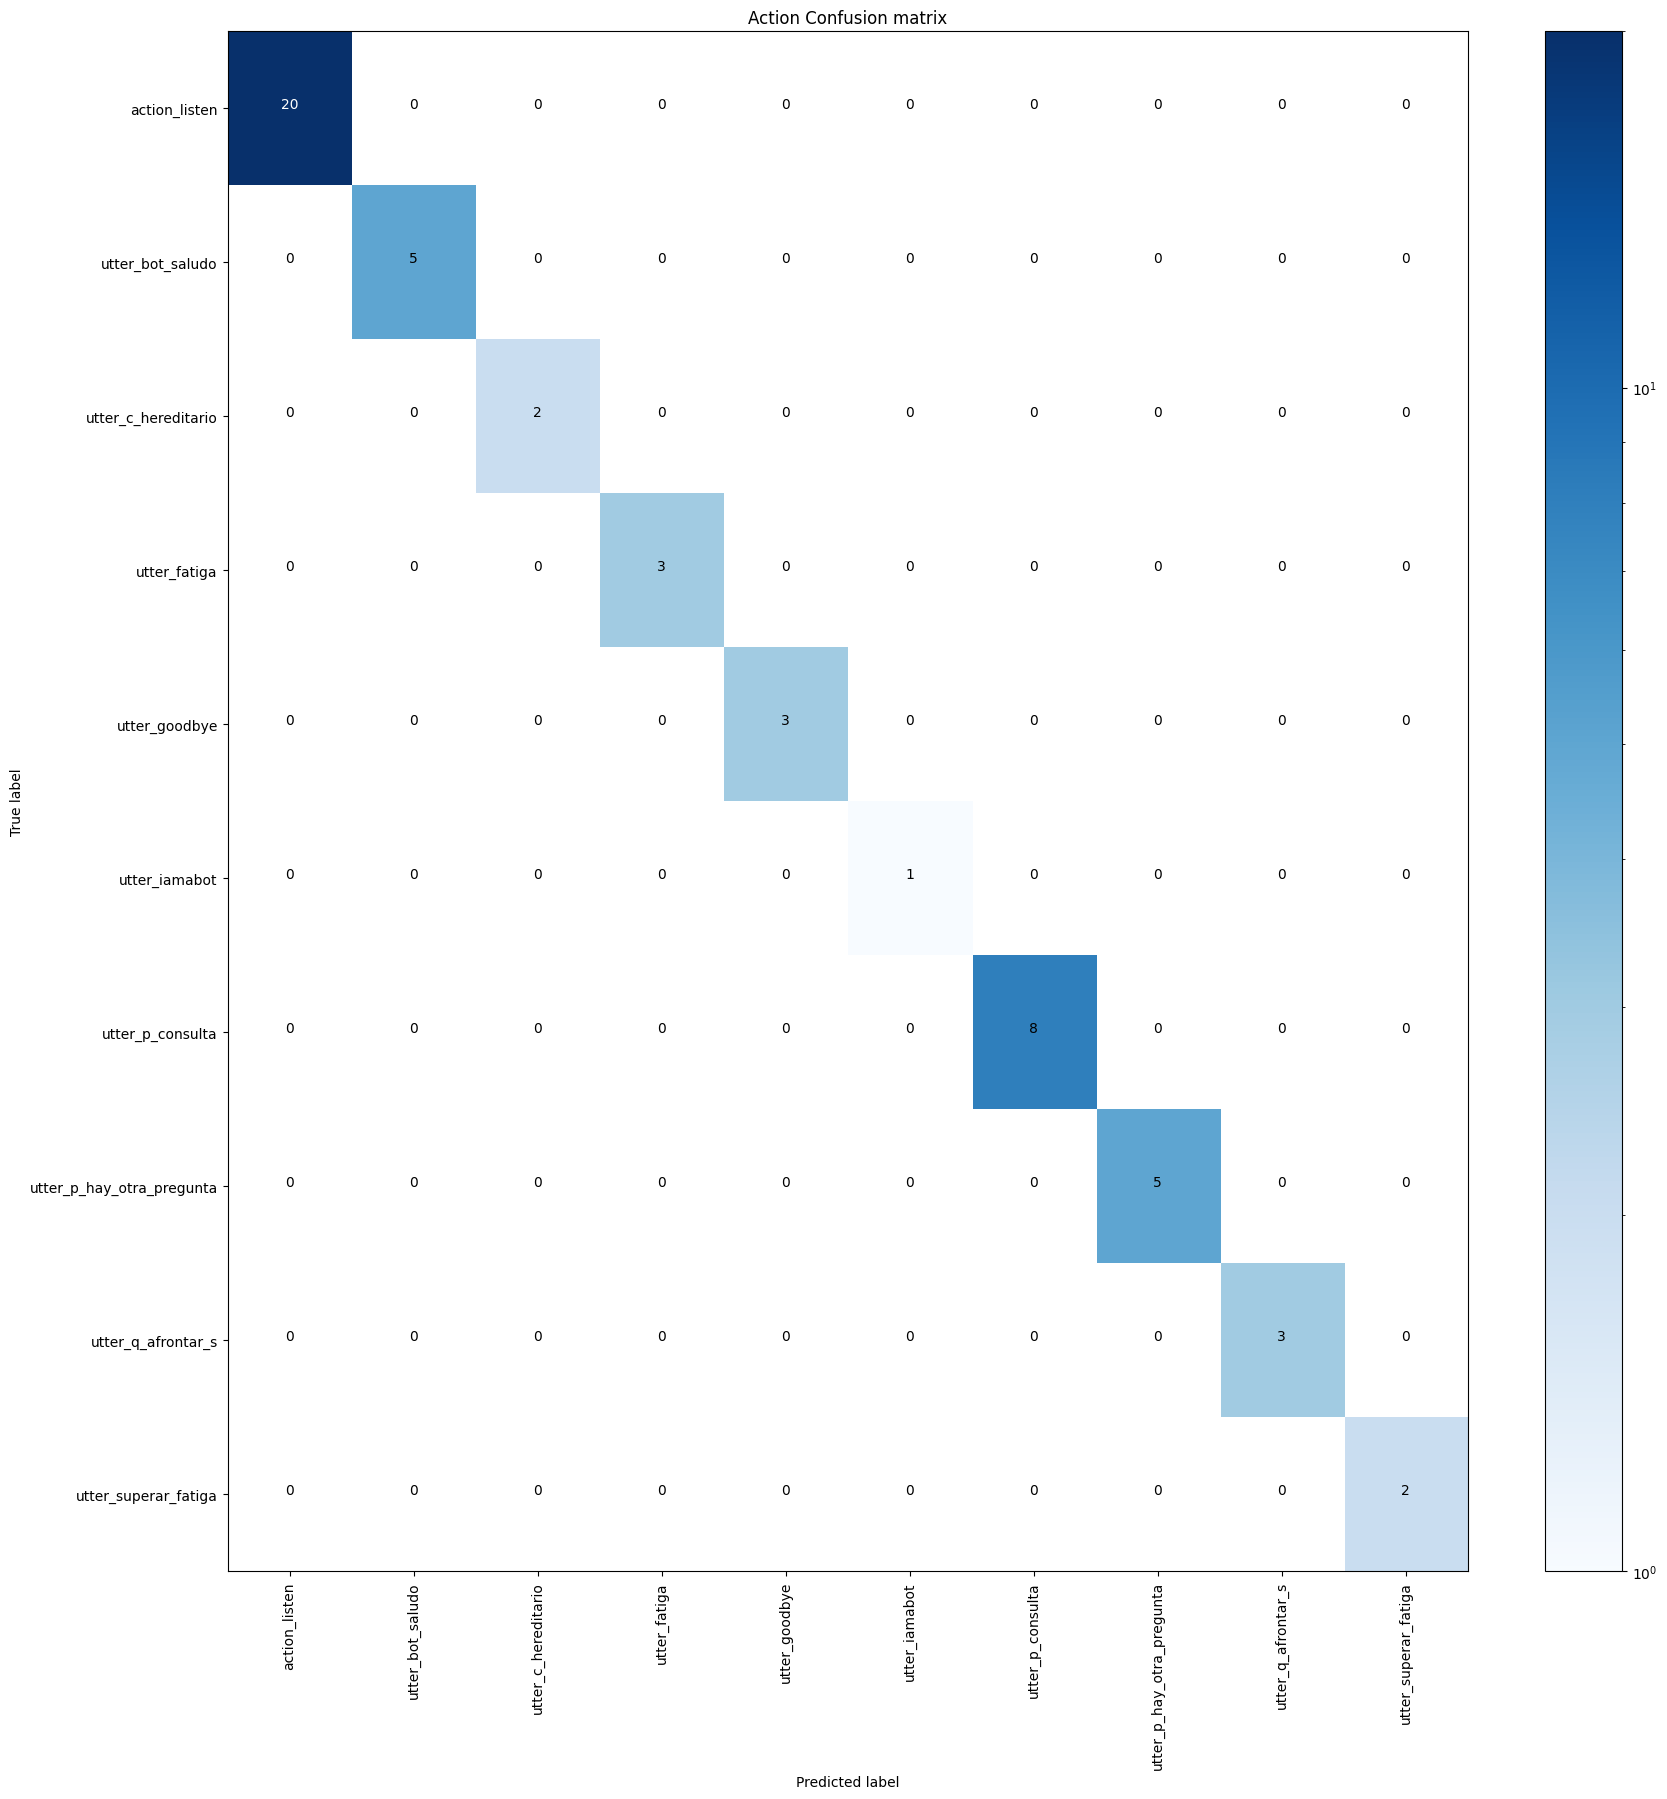 Action Confusion matrix
action_listen 20 0 0 0 0 0 0 0 0 0
utter_bot_saludo 0 5 0 0 0 0 0 0 0 0
utter_c_hereditario 0 0 2 0 0 0 0 0 0 0
utter_fatiga 0 0 0 3 0 0 0 0 0 0
utter_goodbye 0 0 0 0 3 0 0 0 0 0
utter_iamabot 0 0 0 0 0 1 0 0 0 0
utter_p_consulta 0 0 0 0 0 0 8 0 0 0
utter_p_hay_otra_pregunta 0 0 0 0 0 0 0 5 0 0
utter_q_afrontar_s 0 0 0 0 0 0 0 0 3 0
utter_superar_fatiga 0 0 0 0 0 0 0 0 0 2
True label
action_listen
utter_bot_saludo
utter_c_hereditario
utter_fatiga
utter_goodbye
utter_iamabot
utter_p_consulta
utter_p_hay_otra_pregunta
utter_q_afrontar_s
utter_superar_fatiga
Predicted label
10¹
10⁰